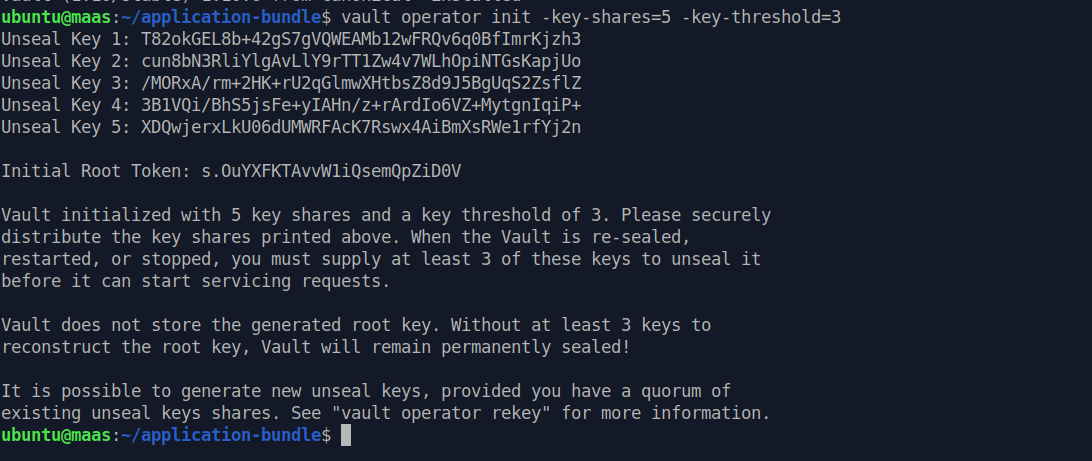 ubuntu@maas:~/application-bundle$ vault operator init -key-shares=5 -key-threshold=3
Unseal Key 1: T82okGEL8b+42gS7gVQWEAMb12wFRQv6q0BfImrKjzh3
Unseal Key 2: cun8bN3RliYlgAvLlY9rTT1Zw4v7WLhOpiNTGsKapjUo
Unseal Key 3: /MORxA/rm+2HK+rU2qGlmwXHtbsZ8d9J5BgUqS2ZsflZ
Unseal Key 4: 3B1VQi/BhS5jsFe+yIAHn/z+rArdIo6VZ+MytgnIqiP+
Unseal Key 5: XDQwjerxLkU06dUMWRFAcK7Rswx4AiBmXsRWe1rfYj2n
Initial Root Token: s.OuYXFKTAvvW1iQsemQpZiD0V
Vault initialized with 5 key shares and a key threshold of 3. Please securely
distribute the key shares printed above. When the Vault is re-sealed,
restarted, or stopped, you must supply at least 3 of these keys to unseal it
before it can start servicing requests.
Vault does not store the generated root key. Without at least 3 keys to
reconstruct the root key, Vault will remain permanently sealed!
It is possible to generate new unseal keys, provided you have a quorum of
existing unseal keys shares. See "vault operator rekey" for more information.
ubuntu@maas:~/application-bundle$